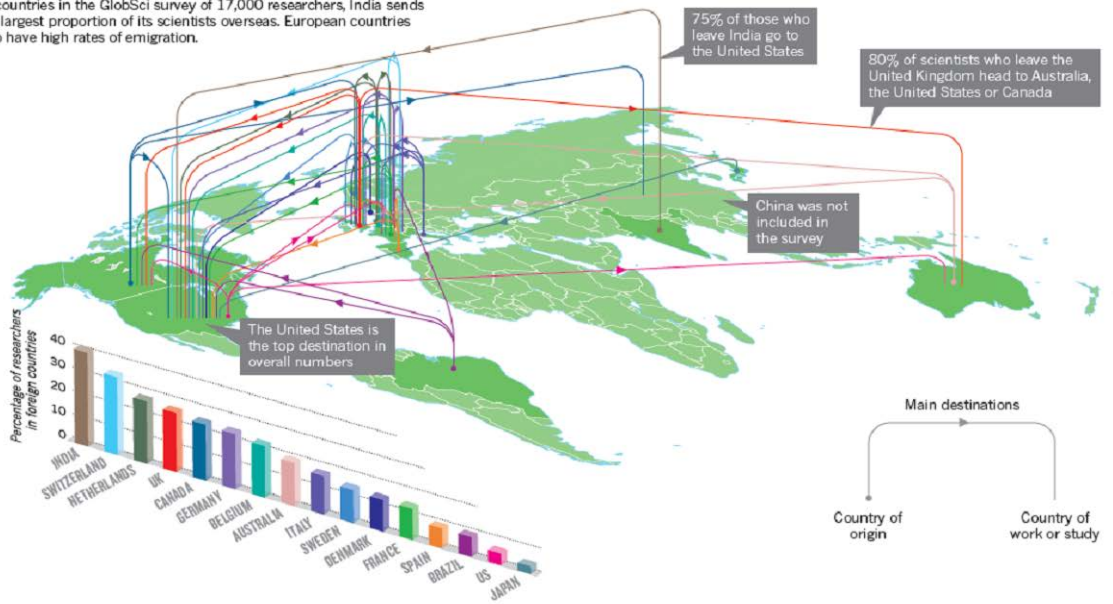 countries in the GlobSci survey of 17,000 researchers, India sends
largest proportion of its scientists overseas. European countries
have high rates of emigration.
75% of those who
leave India go to
the United States
80% of scientists who leave the
United Kingdom head to Australia,
the United States or Canada
China was not
included in
the survey
The United States is
the top destination in
overall numbers
Percentage of researchers
in foreign countries
40
30
20
10
0
INDIA
SWITZERLAND
NETHERLANDS
UK
CANADA
GERMANY
BELGIUM
AUSTRALIA
ITALY
SWEDEN
DENMARK
FRANCE
SPAIN
BRAZIL
US
JAPAN
Main destinations
Country of
origin
Country of
work or study